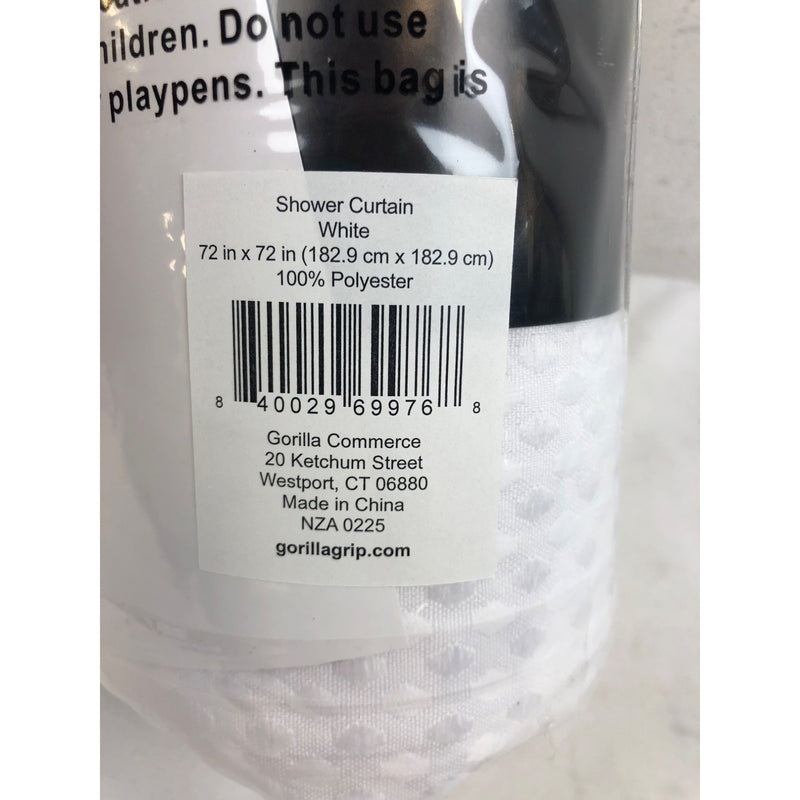 hildren. Do not use
playpens. This bag is
Shower Curtain
White
72 in x 72 in (182.9 cm x 182.9 cm)
100% Polyester
8 40029 69976 8
Gorilla Commerce
20 Ketchum Street
Westport, CT 06880
Made in China
NZA 0225
gorillagrip.com